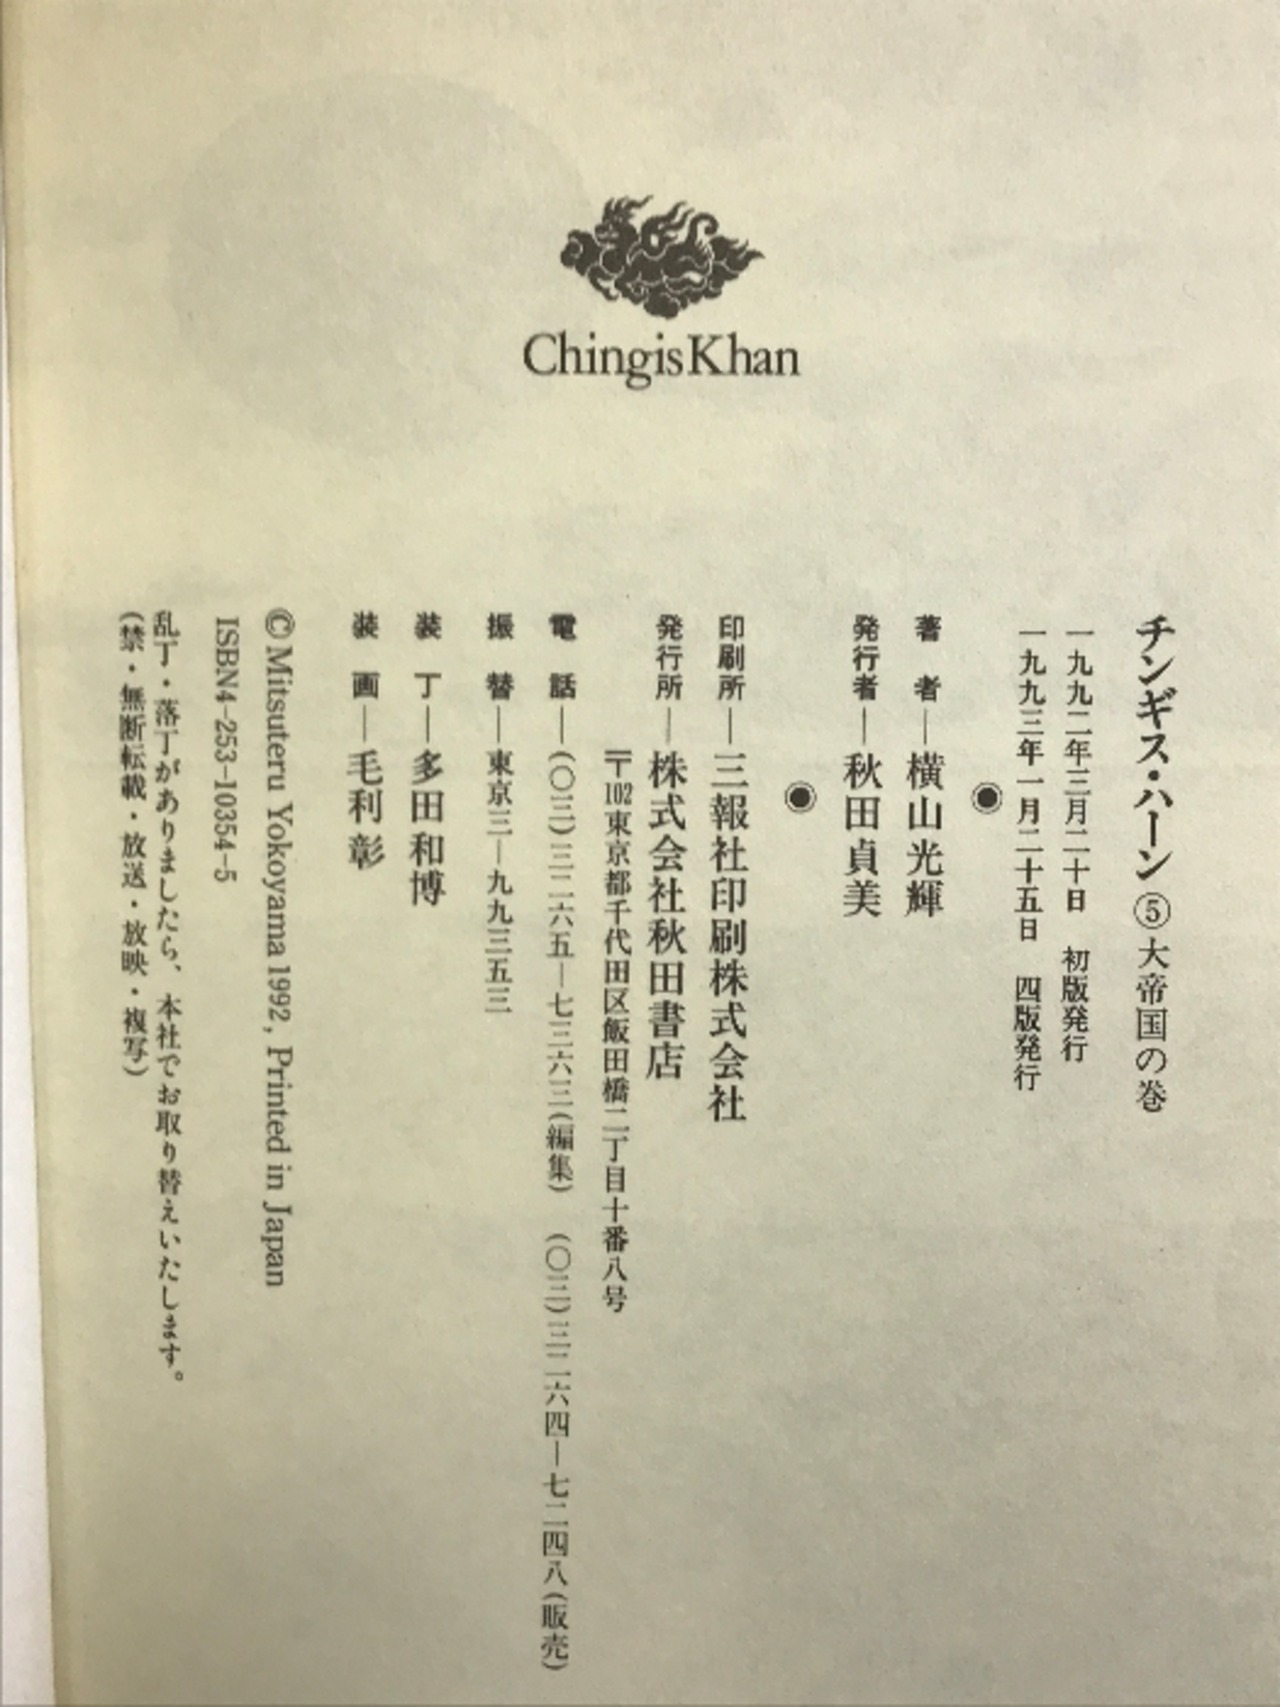 ChingisKhan
チンギス・ハーン ⑤大帝国の巻
一九九二年三月二十日 初版発行
一九九三年一月二十五日 四版発行
著者―横山光輝
発行者―秋田貞美
印刷所―三報社印刷株式会社
発行所―株式会社秋田書店
〒102東京都千代田区飯田橋二丁目十番八号
電話―(〇三)三二六五―七三六三(編集) (〇三)三二六四―七二四八(販売)
振替―東京三―九九三五三
装丁―多田和博
装画―毛利彰
© Mitsuteru Yokoyama 1992, Printed in Japan
ISBN4-253-10354-5
乱丁・落丁がありましたら、本社でお取り替えいたします。
(禁・無断転載・放送・放映・複写)